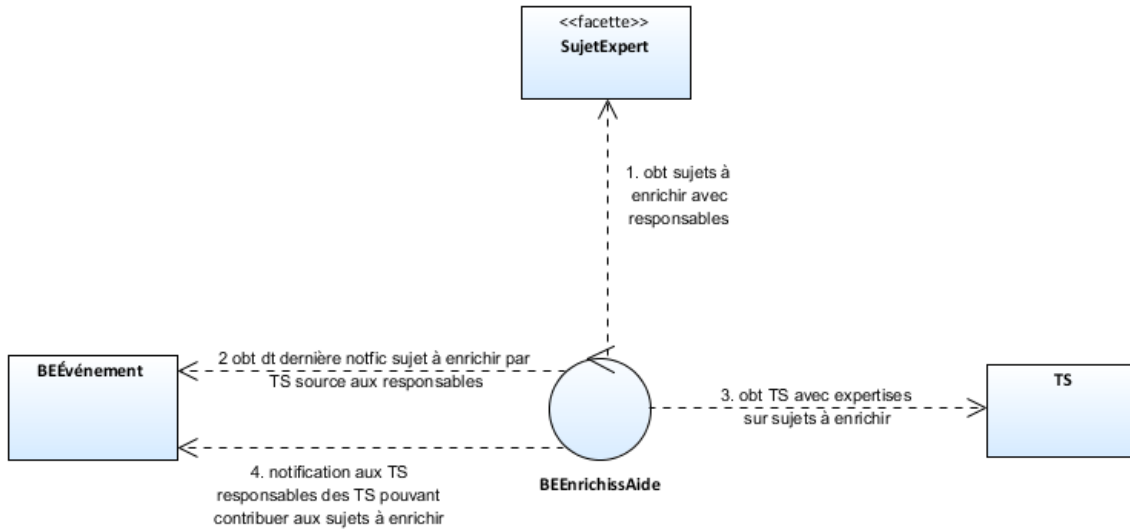 <<facette>>
SujetExpert
1. obt sujets à
enrichir avec
responsables
BEÉvénement
2 obt dt dernière notfic sujet à enrichir par
TS source aux responsables
3. obt TS avec expertises
sur sujets à enrichir
TS
4. notification aux TS
responsables des TS pouvant
contribuer aux sujets à enrichir
BEEnrichissAide